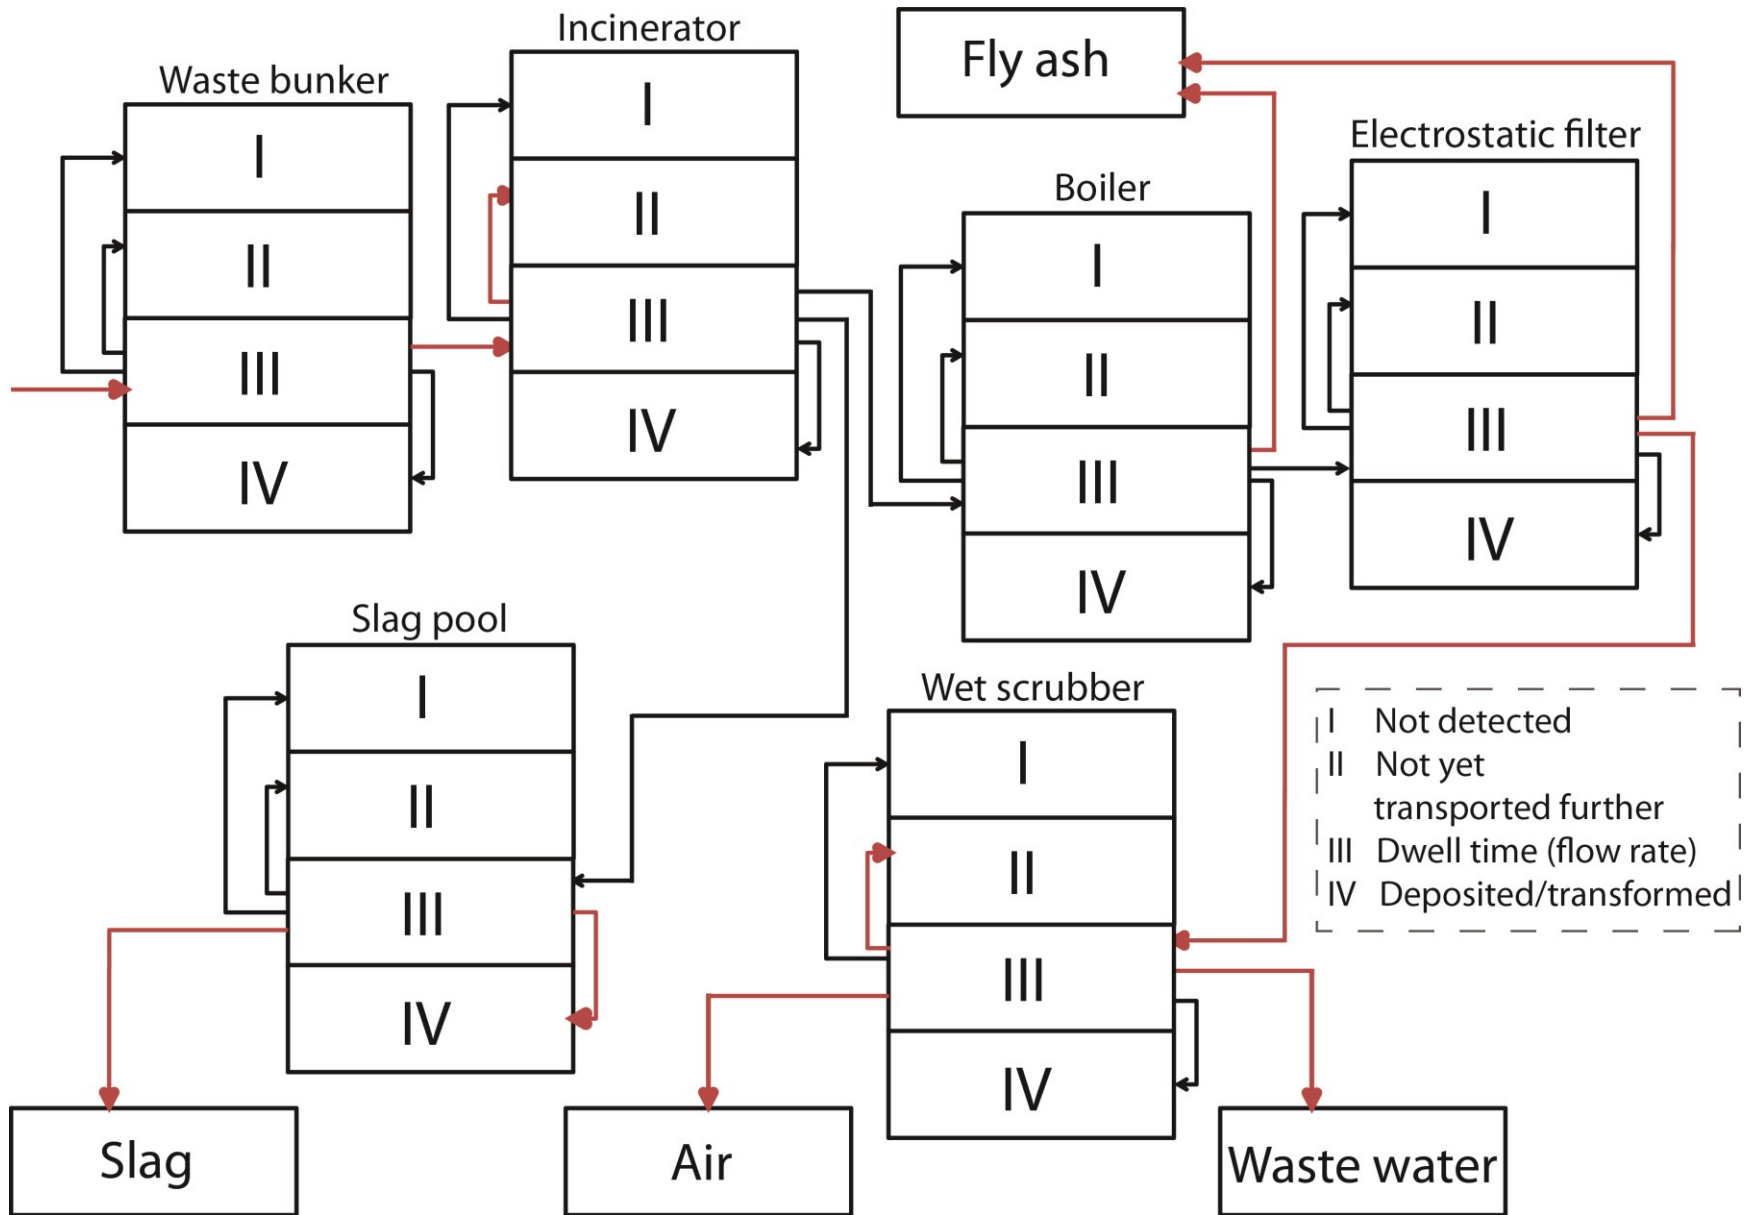 Incinerator
Waste bunker
I
II
III
IV
I
II
III
IV
Fly ash
Boiler
I
II
III
IV
Electrostatic filter
I
II
III
IV
Slag pool
I
II
III
IV
Wet scrubber
I
II
III
IV
I Not detected
II Not yet
transported further
III Dwell time (flow rate)
IV Deposited/transformed
Slag
Air
Waste water